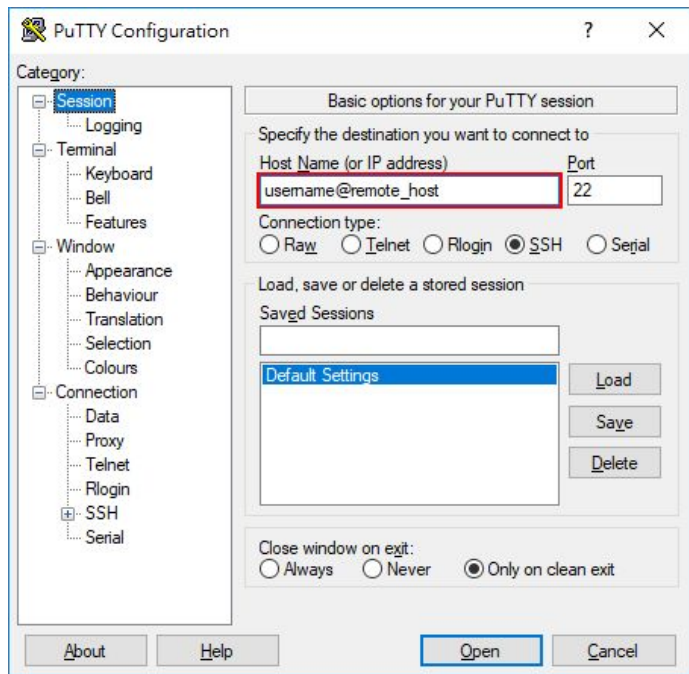 PuTTY Configuration
?
Category:
Session
Logging
Terminal
Keyboard
Bell
Features
Window
Appearance
Behaviour
Translation
Selection
Colours
Connection
Data
Proxy
Telnet
Rlogin
SSH
Serial
Basic options for your PuTTY session
Specify the destination you want to connect to
Host Name (or IP address) Port
username@remote_host 22
Connection type:
Raw Telnet Rlogin SSH Serial
Load, save or delete a stored session
Saved Sessions
Default Settings
Load
Save
Delete
Close window on exit:
Always Never Only on clean exit
About Help Open Cancel